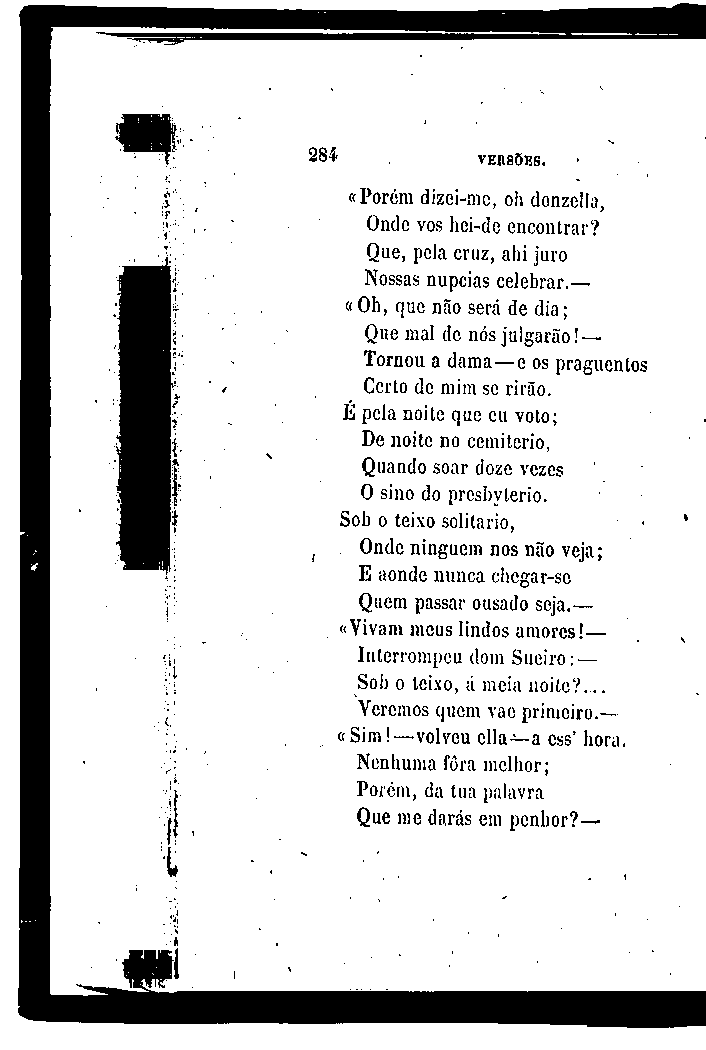 284 VERSÕES.
«Porém dizei-me, oh donzella,
Onde vos hei-de encontrar?
Que, pela cruz, ahi juro
Nossas nupcias celebrar.—
«Oh, que não será de dia;
Que mal de nós julgarão!—
Tornou a dama—e os praguentos
Certo de mim se rirão.
É pela noite que eu voto;
De noite no cemiterio,
Quando soar doze vezes
O sino do presbyterio.
Sob o teixo solitario,
Onde ninguem nos não veja;
E aonde nunca chegar-se
Quem passar ousado seja.—
«Vivam meus lindos amores!—
Interrompeu dom Sueiro:—
Sob o teixo, á meia noite?...
Veremos quem vae primeiro.—
«Sim!—volveu ella—a ess' hora.
Nenhuma fôra melhor;
Porém, da tua palavra
Que me darás em penhor?—